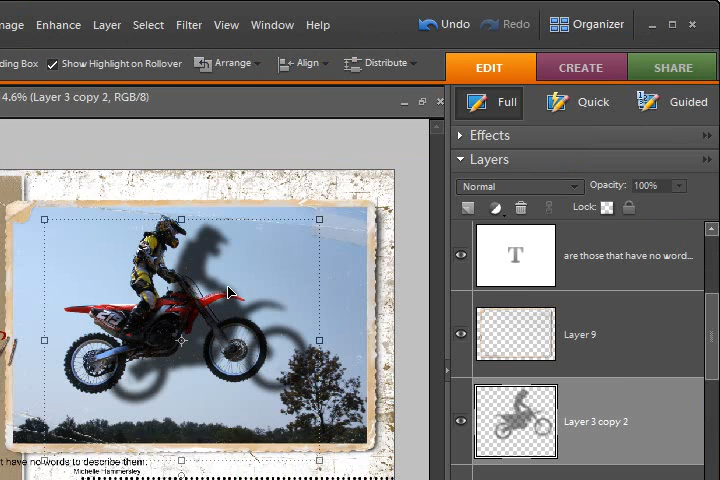 mage Enhance Layer Select Filter View Window Help Undo Redo Organizer
ding Box Show Highlight on Rollover Arrange Align Distribute EDIT CREATE SHARE
4.6% (Layer 3 copy 2, RGB/8)
Full Quick Guided
Effects
Layers
Normal Opacity: 100%
Lock:
T are those that have no word...
Layer 9
Layer 3 copy 2
t have no words to describe them.
Michelle Hammersley